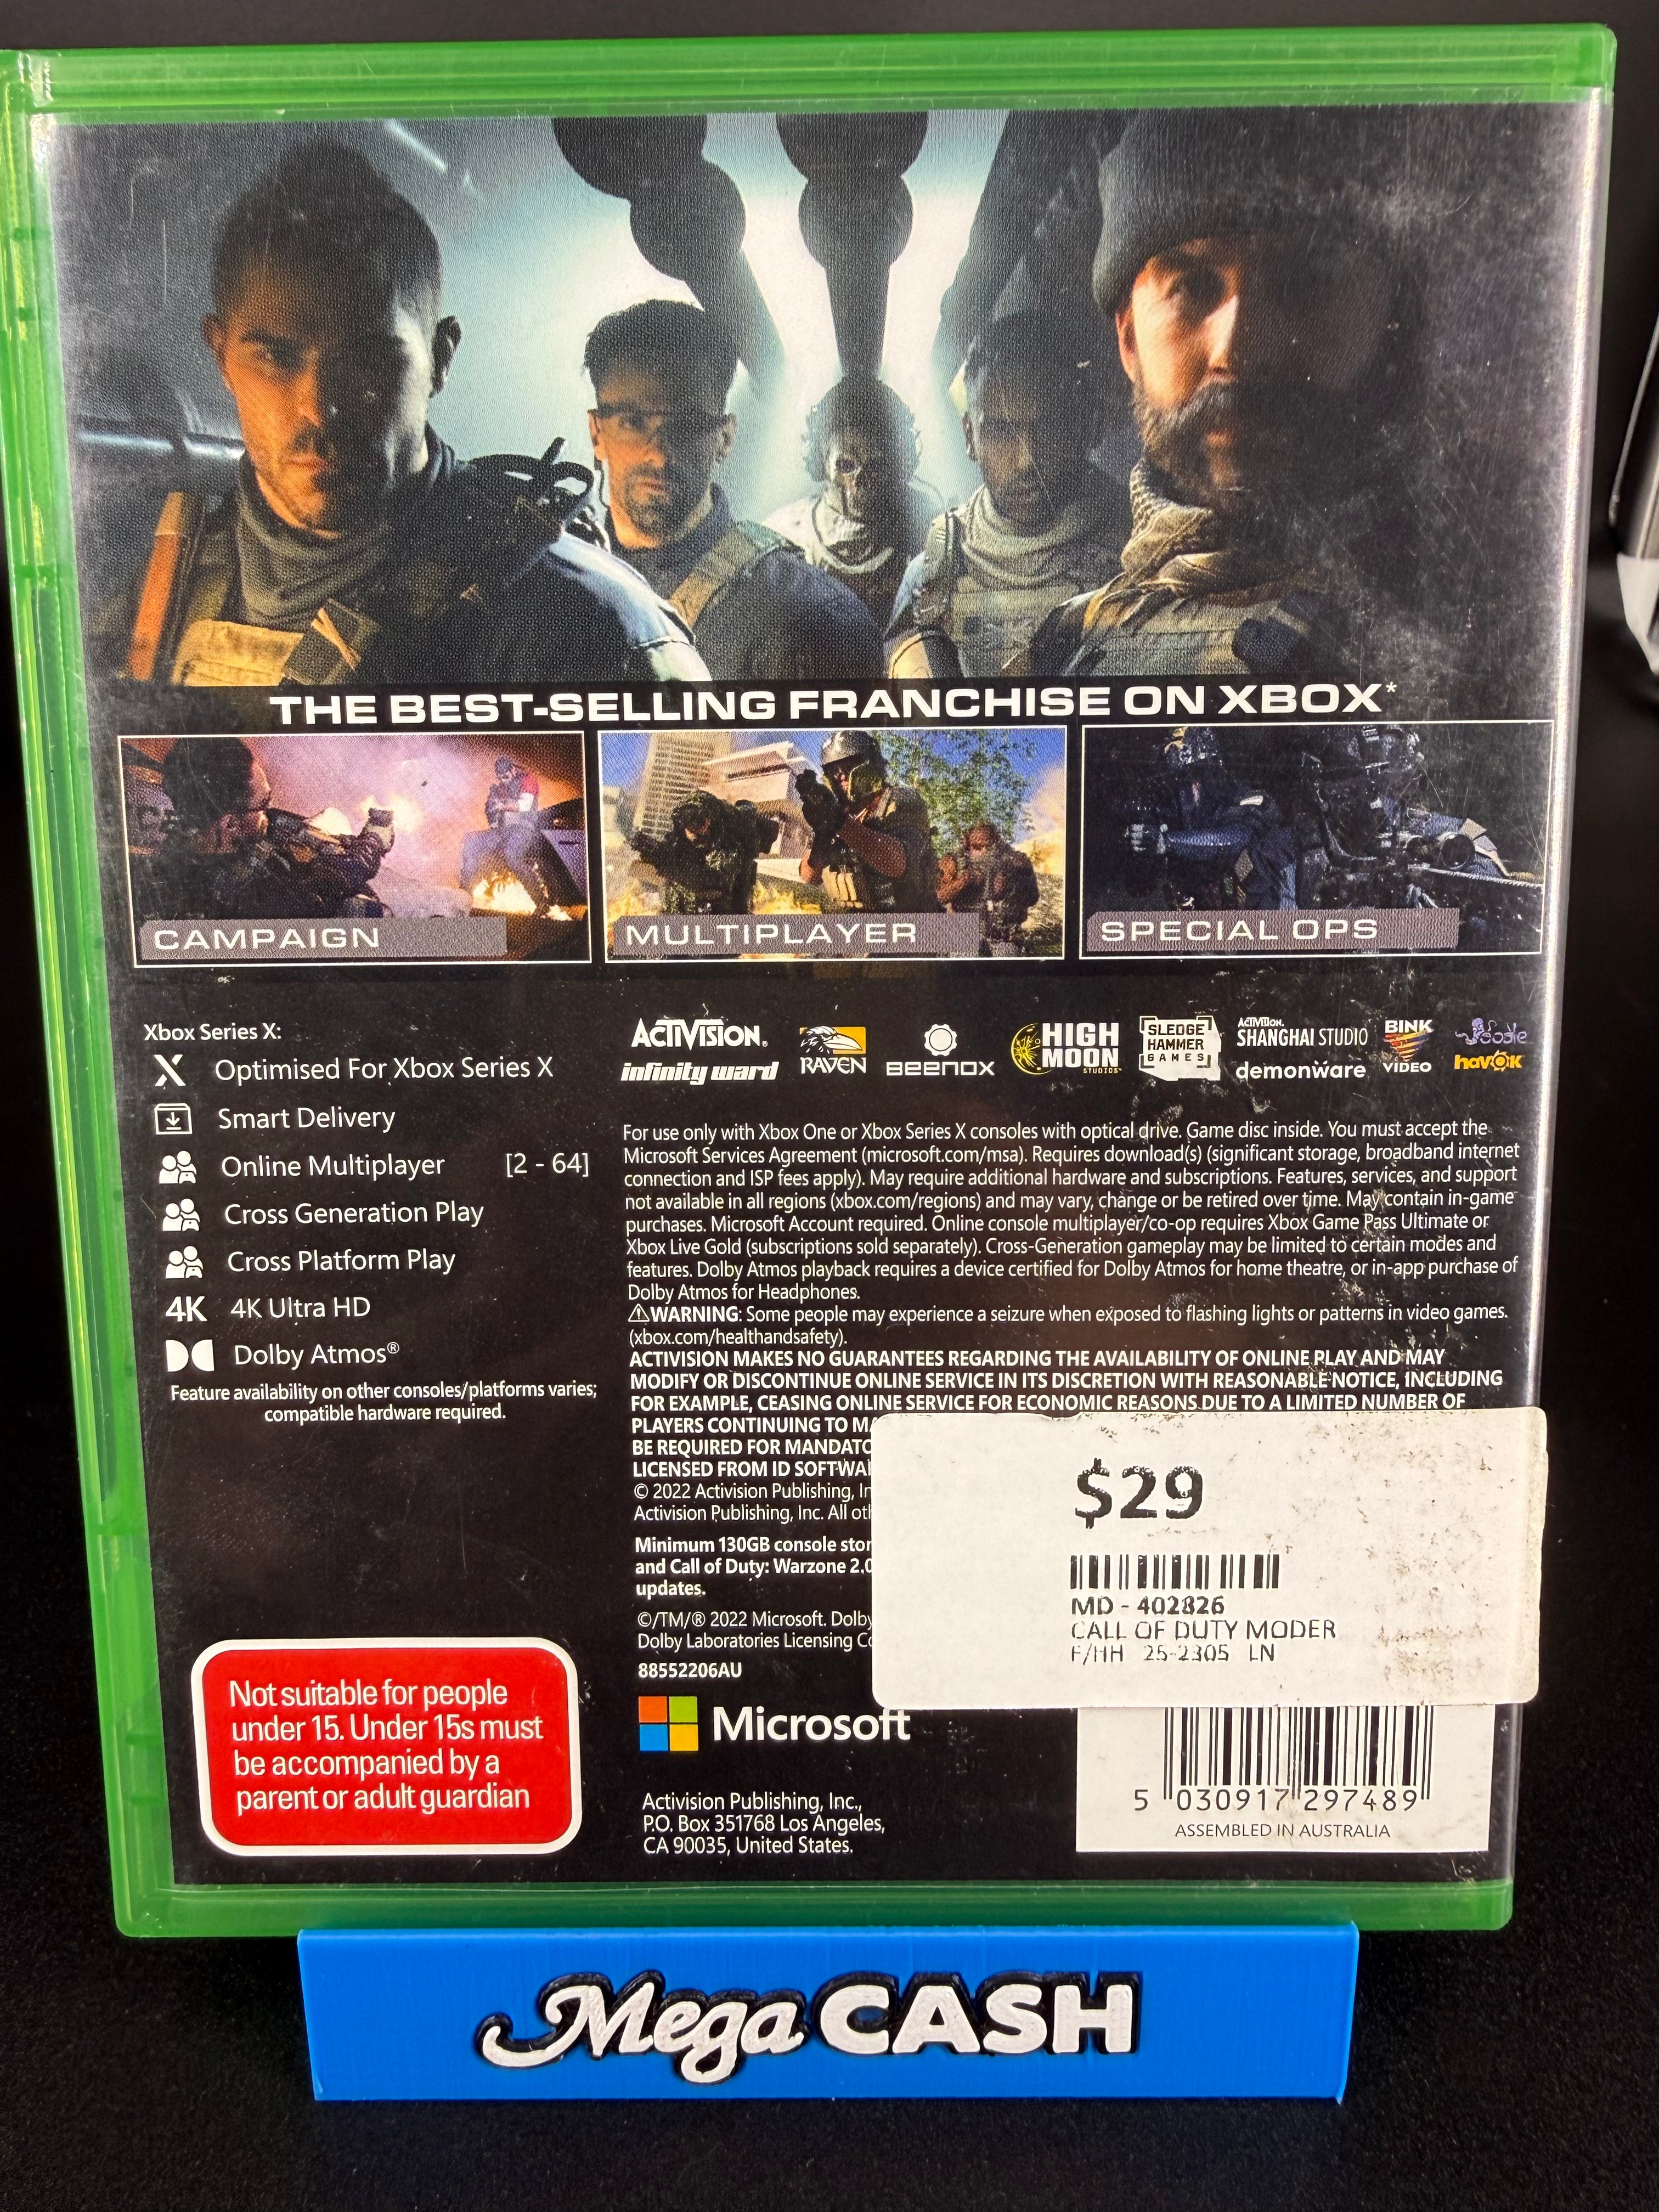 THE BEST-SELLING FRANCHISE ON XBOX*
CAMPAIGN
MULTIPLAYER
SPECIAL OPS
Xbox Series X:
Optimised For Xbox Series X
Smart Delivery
Online Multiplayer [2 - 64]
Cross Generation Play
Cross Platform Play
4K 4K Ultra HD
Dolby Atmos®
Feature availability on other consoles/platforms varies;
compatible hardware required.
ACTIVISION.
infinity ward
RAVEN
BEENOX
HIGH
MOON
STUDIOS
SLEDGE
HAMMER
GAMES
ACTIVISION.
SHANGHAI STUDIO
demonware
BINK
VIDEO
havok
For use only with Xbox One or Xbox Series X consoles with optical drive. Game disc inside. You must accept the
Microsoft Services Agreement (microsoft.com/msa). Requires download(s) (significant storage, broadband internet
connection and ISP fees apply). May require additional hardware and subscriptions. Features, services, and support
not available in all regions (xbox.com/regions) and may vary, change or be retired over time. May contain in-game
purchases. Microsoft Account required. Online console multiplayer/co-op requires Xbox Game Pass Ultimate or
Xbox Live Gold (subscriptions sold separately). Cross-Generation gameplay may be limited to certain modes and
features. Dolby Atmos playback requires a device certified for Dolby Atmos for home theatre, or in-app purchase of
Dolby Atmos for Headphones.
⚠WARNING: Some people may experience a seizure when exposed to flashing lights or patterns in video games.
(xbox.com/healthandsafety).
ACTIVISION MAKES NO GUARANTEES REGARDING THE AVAILABILITY OF ONLINE PLAY AND MAY
MODIFY OR DISCONTINUE ONLINE SERVICE IN ITS DISCRETION WITH REASONABLE NOTICE, INCLUDING
FOR EXAMPLE, CEASING ONLINE SERVICE FOR ECONOMIC REASONS DUE TO A LIMITED NUMBER OF
PLAYERS CONTINUING TO
BE REQUIRED FOR
LICENSED FROM ID
© 2022 Activision Publishing,
Activision Publishing, Inc. All
Minimum 130GB console
and Call of Duty: Warzone 2.0
updates.
©/TM/® 2022 Microsoft. Dolby
Dolby Laboratories Licensing
88552206AU
Microsoft
Activision Publishing, Inc.,
P.O. Box 351768 Los Angeles,
CA 90035, United States.
Not suitable for people
under 15. Under 15s must
be accompanied by a
parent or adult guardian
$29
MD - 402826
CALL OF DUTY MODER
F/HH 25-2305 LN
5 030917 297489
ASSEMBLED IN AUSTRALIA
MegaCASH